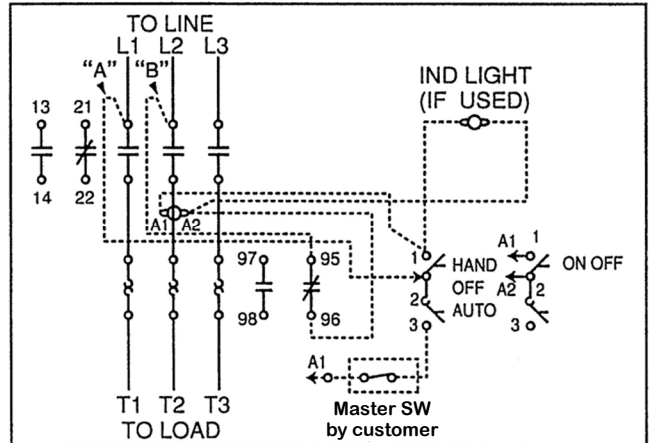 TO LINE
L1 L2 L3
"A" "B"
IND LIGHT
(IF USED)
13 21
14 22
A1 A2
97 95
98 96
1 HAND
2 OFF
AUTO
3
A1 1
ON OFF
A2 2
3
A1
T1 T2 T3
TO LOAD
Master SW
by customer